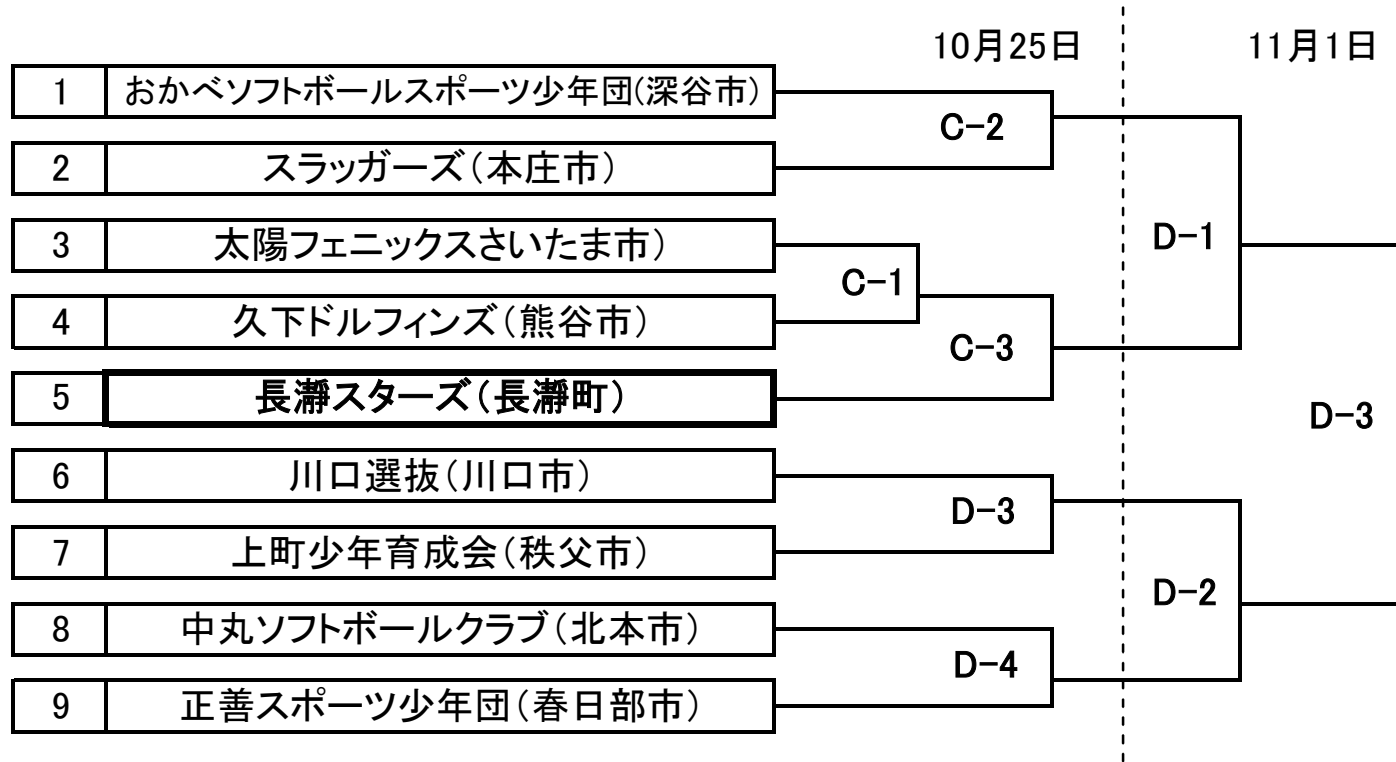 10月25日 11月1日
1 おかべソフトボールスポーツ少年団(深谷市)
C-2
2 スラッガーズ(本庄市)
3 太陽フェニックスさいたま市)
D-1
C-1
4 久下ドルフィンズ(熊谷市)
C-3
5 長瀞スターズ(長瀞町)
D-3
6 川口選抜(川口市)
D-3
7 上町少年育成会(秩父市)
D-2
8 中丸ソフトボールクラブ(北本市)
D-4
9 正善スポーツ少年団(春日部市)